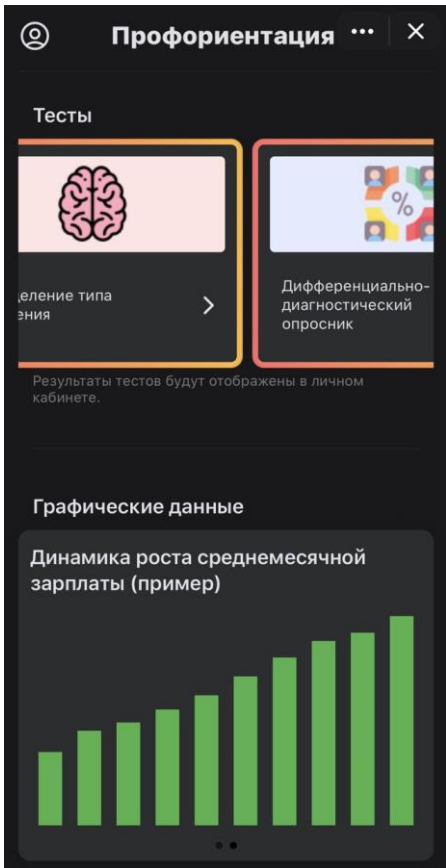 Профориентация
Тесты
еление типа
ения
%
Дифференциально-
диагностический
опросник
Результаты тестов будут отображены в личном
кабинете.
Графические данные
Динамика роста среднемесячной
зарплаты (пример)